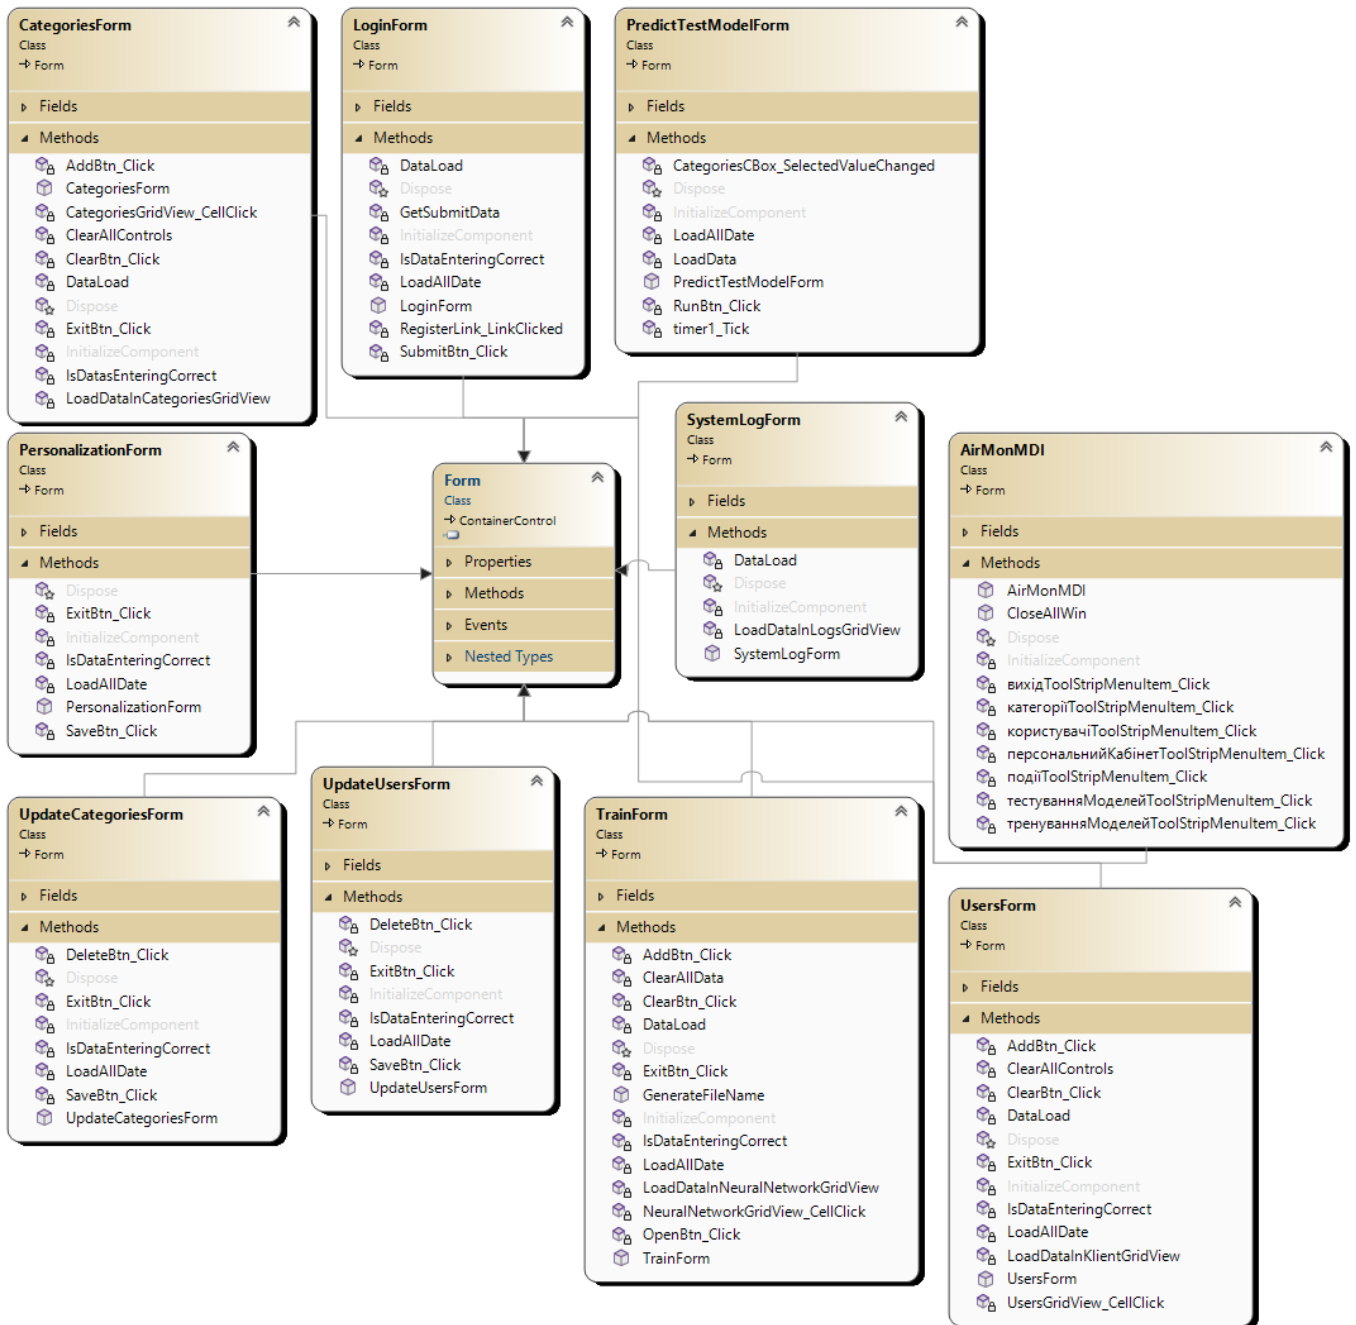 CategoriesForm
Class
Form
Fields
Methods
AddBtn_Click
CategoriesForm
CategoriesGridView_CellClick
ClearAllControls
ClearBtn_Click
DataLoad
Dispose
ExitBtn_Click
InitializeComponent
IsDatasEnteringCorrect
LoadDataInCategoriesGridView
LoginForm
Class
Form
Fields
Methods
DataLoad
Dispose
GetSubmitData
InitializeComponent
IsDataEnteringCorrect
LoadAllDate
LoginForm
RegisterLink_LinkClicked
SubmitBtn_Click
PredictTestModelForm
Class
Form
Fields
Methods
CategoriesCBox_SelectedValueChanged
Dispose
InitializeComponent
LoadAllDate
LoadData
PredictTestModelForm
RunBtn_Click
timer1_Tick
PersonalizationForm
Class
Form
Fields
Methods
Dispose
ExitBtn_Click
InitializeComponent
IsDataEnteringCorrect
LoadAllDate
PersonalizationForm
SaveBtn_Click
Form
Class
ContainerControl
Properties
Methods
Events
Nested Types
SystemLogForm
Class
Form
Fields
Methods
DataLoad
Dispose
InitializeComponent
LoadDataInLogsGridView
SystemLogForm
AirMonMDI
Class
Form
Fields
Methods
AirMonMDI
CloseAllWin
Dispose
InitializeComponent
вихідToolStripMenuItem_Click
категоріїToolStripMenuItem_Click
користувачіToolStripMenuItem_Click
персональнийКабінетToolStripMenuItem_Click
подіїToolStripMenuItem_Click
тестуванняМоделейToolStripMenuItem_Click
тренуванняМоделейToolStripMenuItem_Click
UpdateCategoriesForm
Class
Form
Fields
Methods
DeleteBtn_Click
Dispose
ExitBtn_Click
InitializeComponent
IsDataEnteringCorrect
LoadAllDate
SaveBtn_Click
UpdateCategoriesForm
UpdateUsersForm
Class
Form
Fields
Methods
DeleteBtn_Click
Dispose
ExitBtn_Click
InitializeComponent
IsDataEnteringCorrect
LoadAllDate
SaveBtn_Click
UpdateUsersForm
TrainForm
Class
Form
Fields
Methods
AddBtn_Click
ClearAllData
ClearBtn_Click
DataLoad
Dispose
ExitBtn_Click
GenerateFileName
InitializeComponent
IsDataEnteringCorrect
LoadAllDate
LoadDataInNeuralNetworkGridView
NeuralNetworkGridView_CellClick
OpenBtn_Click
TrainForm
UsersForm
Class
Form
Fields
Methods
AddBtn_Click
ClearAllControls
ClearBtn_Click
DataLoad
Dispose
ExitBtn_Click
InitializeComponent
IsDataEnteringCorrect
LoadAllDate
LoadDataInKlientGridView
UsersForm
UsersGridView_CellClick